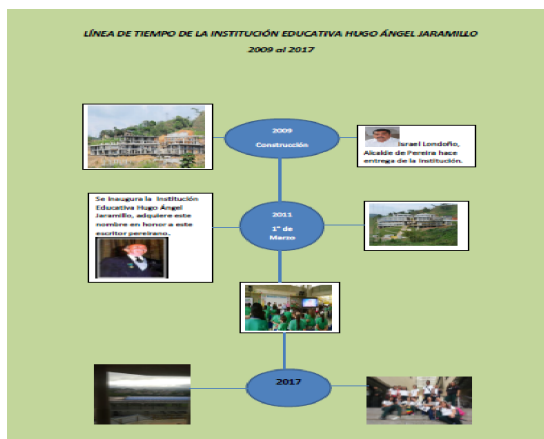 LÍNEA DE TIEMPO DE LA INSTITUCIÓN EDUCATIVA HUGO ÁNGEL JARAMILLO
2009 al 2017
2009
Construcción
Israel Londoño,
Alcalde de Pereira hace
entrega de la Institución.
Se inaugura la Institución
Educativa Hugo Ángel
Jaramillo, adquiere este
nombre en honor a este
escritor pereirano.
2011
1° de
Marzo
2017